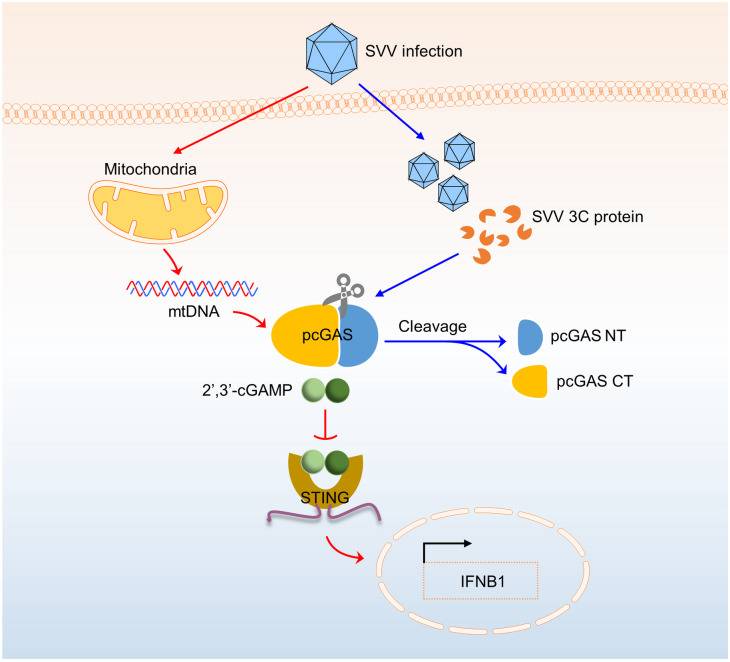 SVV infection
Mitochondria
SVV 3C protein
mtDNA
pcGAS
Cleavage
pcGAS NT
pcGAS CT
2’,3’-cGAMP
STING
IFNB1